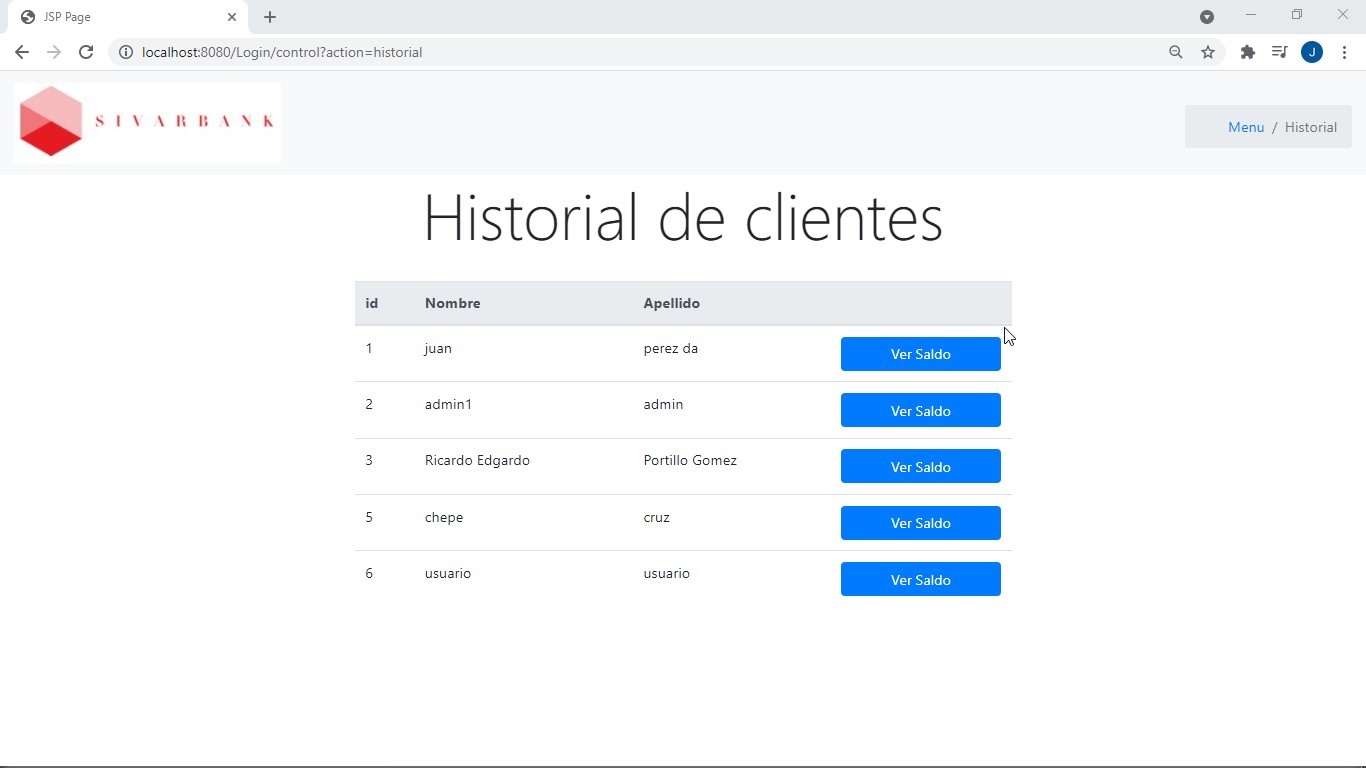 JSP Page
localhost:8080/Login/control?action=historial
J
SIVARBANK
Menu / Historial
Historial de clientes
id Nombre Apellido
1 juan perez da Ver Saldo
2 admin1 admin Ver Saldo
3 Ricardo Edgardo Portillo Gomez Ver Saldo
5 chepe cruz Ver Saldo
6 usuario usuario Ver Saldo